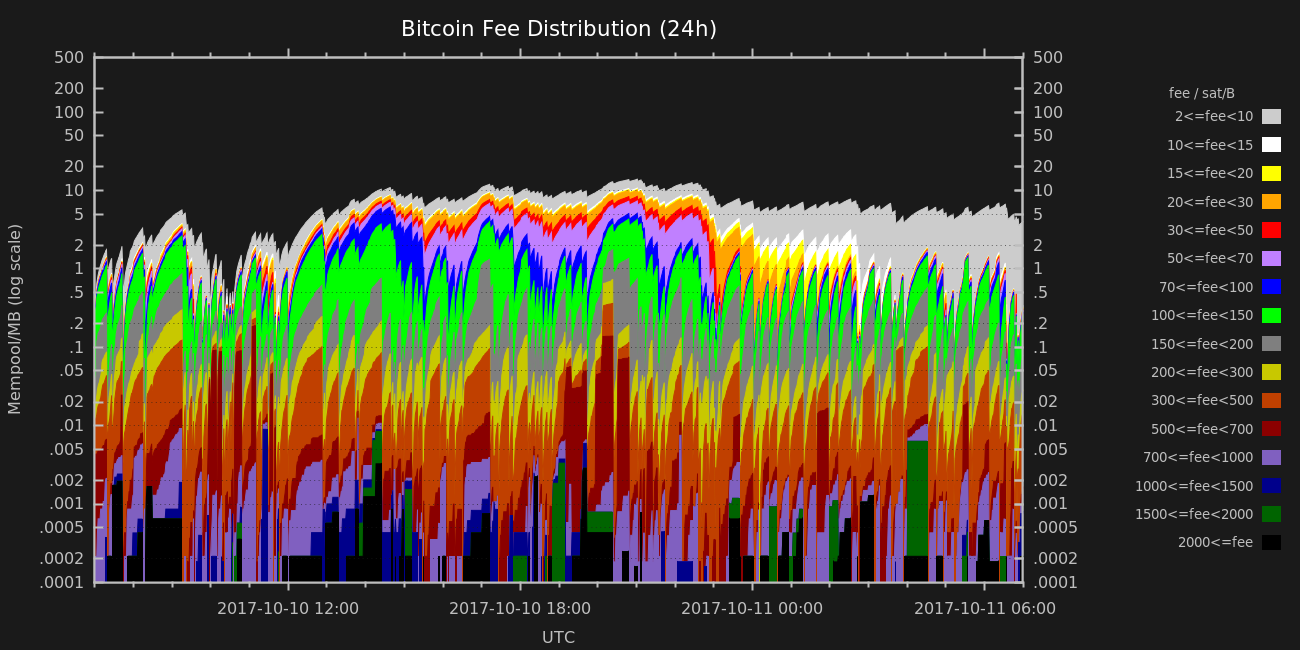 Bitcoin Fee Distribution (24h)
500
200
100
50
20
10
5
2
1
.5
.2
.1
.05
.02
.01
.005
.002
.001
.0005
.0002
.0001
Mempool/MB (log scale)
500
200
100
50
20
10
5
2
1
.5
.2
.1
.05
.02
.01
.005
.002
.001
.0005
.0002
.0001
2017-10-10 12:00
2017-10-10 18:00
2017-10-11 00:00
2017-10-11 06:00
UTC
fee / sat/B
2<=fee<10
10<=fee<15
15<=fee<20
20<=fee<30
30<=fee<50
50<=fee<70
70<=fee<100
100<=fee<150
150<=fee<200
200<=fee<300
300<=fee<500
500<=fee<700
700<=fee<1000
1000<=fee<1500
1500<=fee<2000
2000<=fee